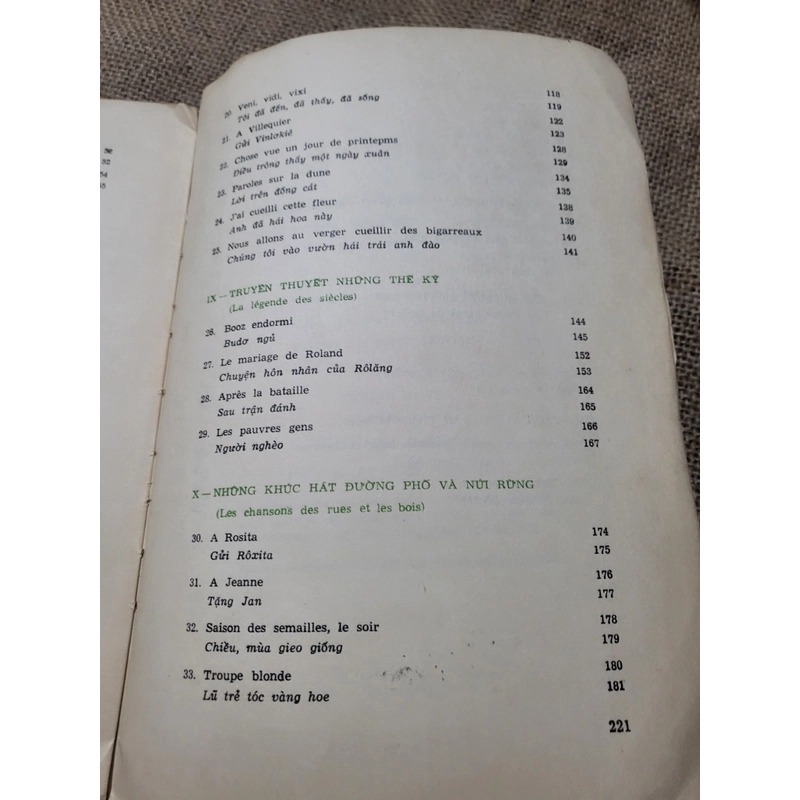 52
54
55
20. Veni, vidi, vixi 118
Tôi đã đến, đã thấy, đã sống 119
21. A Villequier 122
Gửi Vinlơkiê 123
22. Chose vue un jour de printepms 128
Điều trông thấy một ngày xuân 129
23. Paroles sur la dune 134
Lời trên đồng cát 135
24. J'ai cueilli cette fleur 138
Anh đã hái hoa này 139
25. Nous allons au verger cueillir des bigarreaux 140
Chúng tôi vào vườn hái trái anh đào 141
IX — TRUYỀN THUYẾT NHỮNG THẾ KỶ
(La légende des siècles)
26. Booz endormi 144
Budơ ngủ 145
27. Le mariage de Roland 152
Chuyện hôn nhân của Rôlăng 153
28. Après la bataille 164
Sau trận đánh 165
29. Les pauvres gens 166
Người nghèo 167
X — NHỮNG KHÚC HÁT ĐƯỜNG PHỐ VÀ NÚI RỪNG
(Les chansons des rues et les bois)
30. A Rosita 174
Gửi Rôxita 175
31. A Jeanne 176
Tặng Jan 177
32. Saison des semailles, le soir 178
Chiều, mùa gieo giống 179
33. Troupe blonde 180
Lũ trẻ tóc vàng hoe 181
221